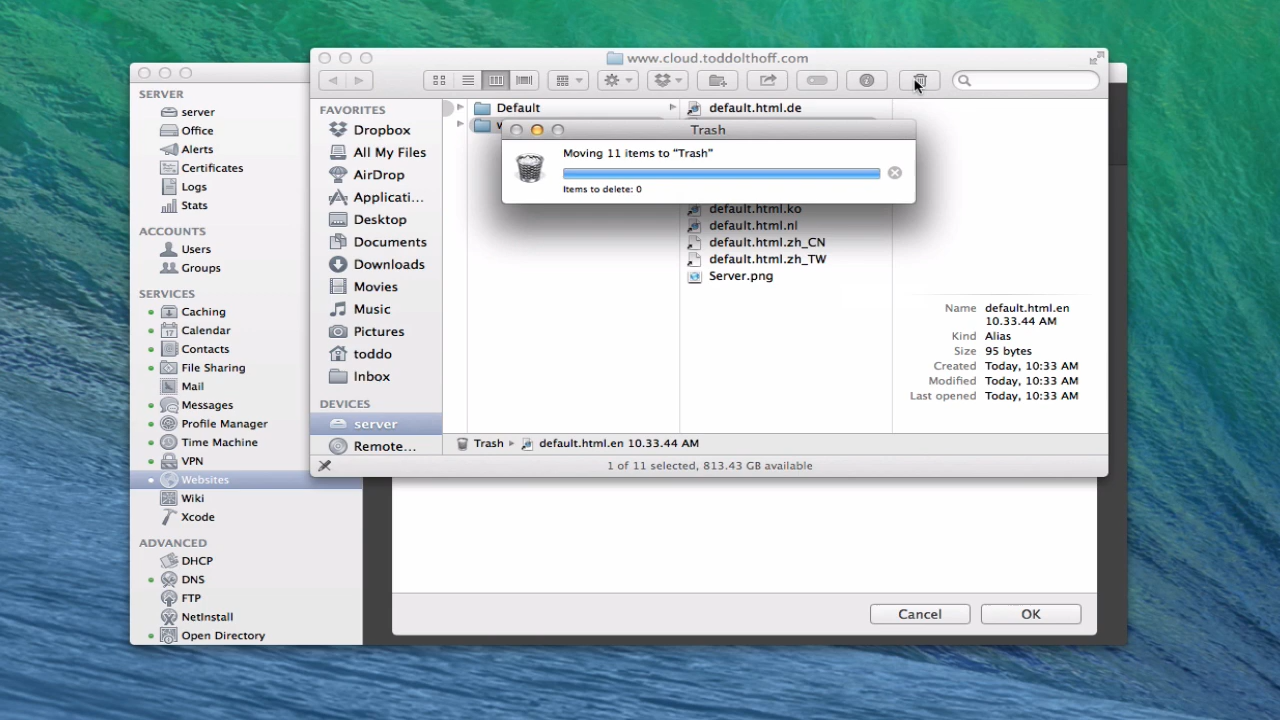 www.cloud.toddolthoff.com
SERVER
server
Office
Alerts
Certificates
Logs
Stats
ACCOUNTS
Users
Groups
SERVICES
Caching
Calendar
Contacts
File Sharing
Mail
Messages
Profile Manager
Time Machine
VPN
Websites
Wiki
Xcode
ADVANCED
DHCP
DNS
FTP
NetInstall
Open Directory
FAVORITES
Dropbox
All My Files
AirDrop
Applicati...
Desktop
Documents
Downloads
Movies
Music
Pictures
toddo
Inbox
DEVICES
server
Remote...
Default
default.html.de
Trash
Moving 11 items to “Trash”
Items to delete: 0
default.html.ko
default.html.nl
default.html.zh_CN
default.html.zh_TW
Server.png
Name default.html.en
10.33.44 AM
Kind Alias
Size 95 bytes
Created Today, 10:33 AM
Modified Today, 10:33 AM
Last opened Today, 10:33 AM
Trash default.html.en 10.33.44 AM
1 of 11 selected, 813.43 GB available
Cancel OK